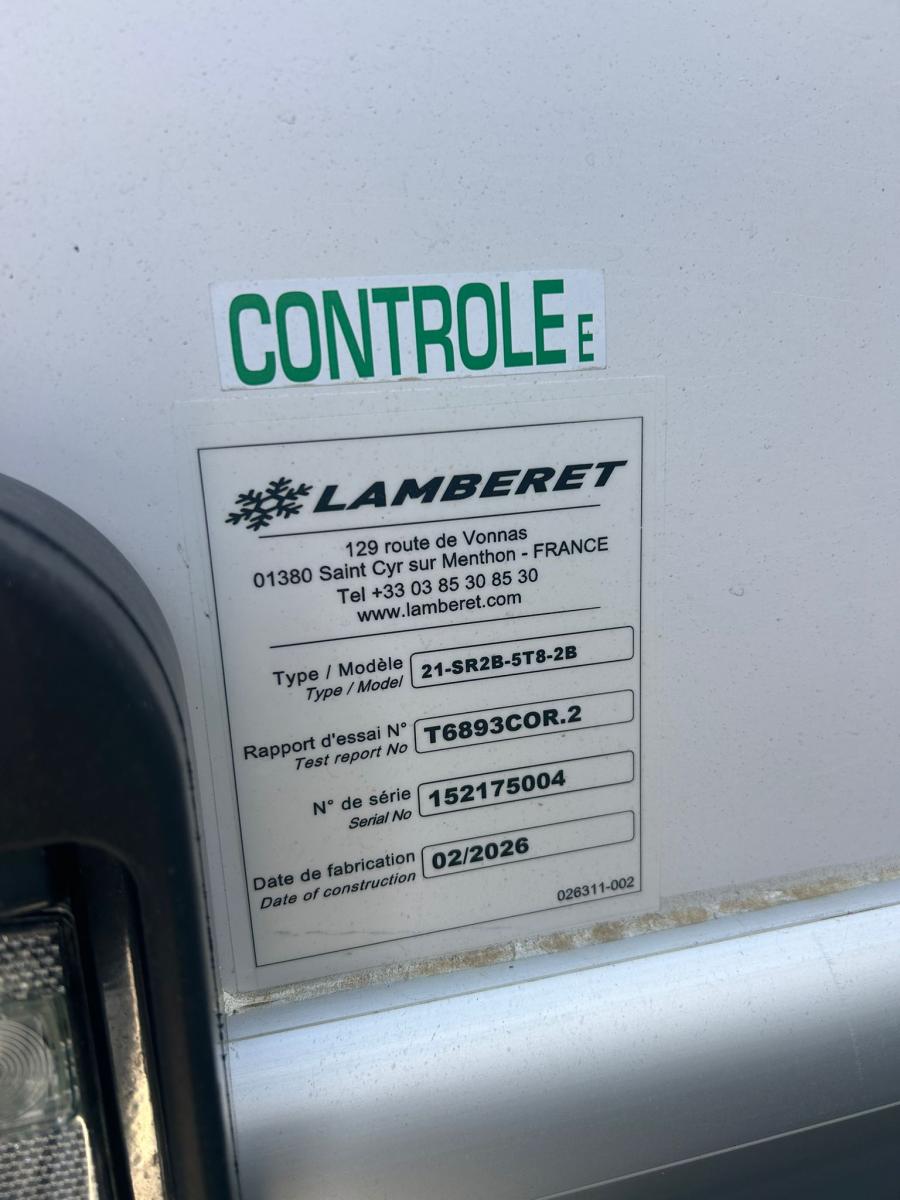 CONTROLE E
LAMBERET
129 route de Vonnas
01380 Saint Cyr sur Menthon - FRANCE
Tel +33 03 85 30 85 30
www.lamberet.com
Type / Modèle 21-SR2B-5T8-2B
Type / Model
Rapport d'essai N° T6893COR.2
Test report No
N° de série 152175004
Serial No
Date de fabrication 02/2026
Date of construction
026311-002